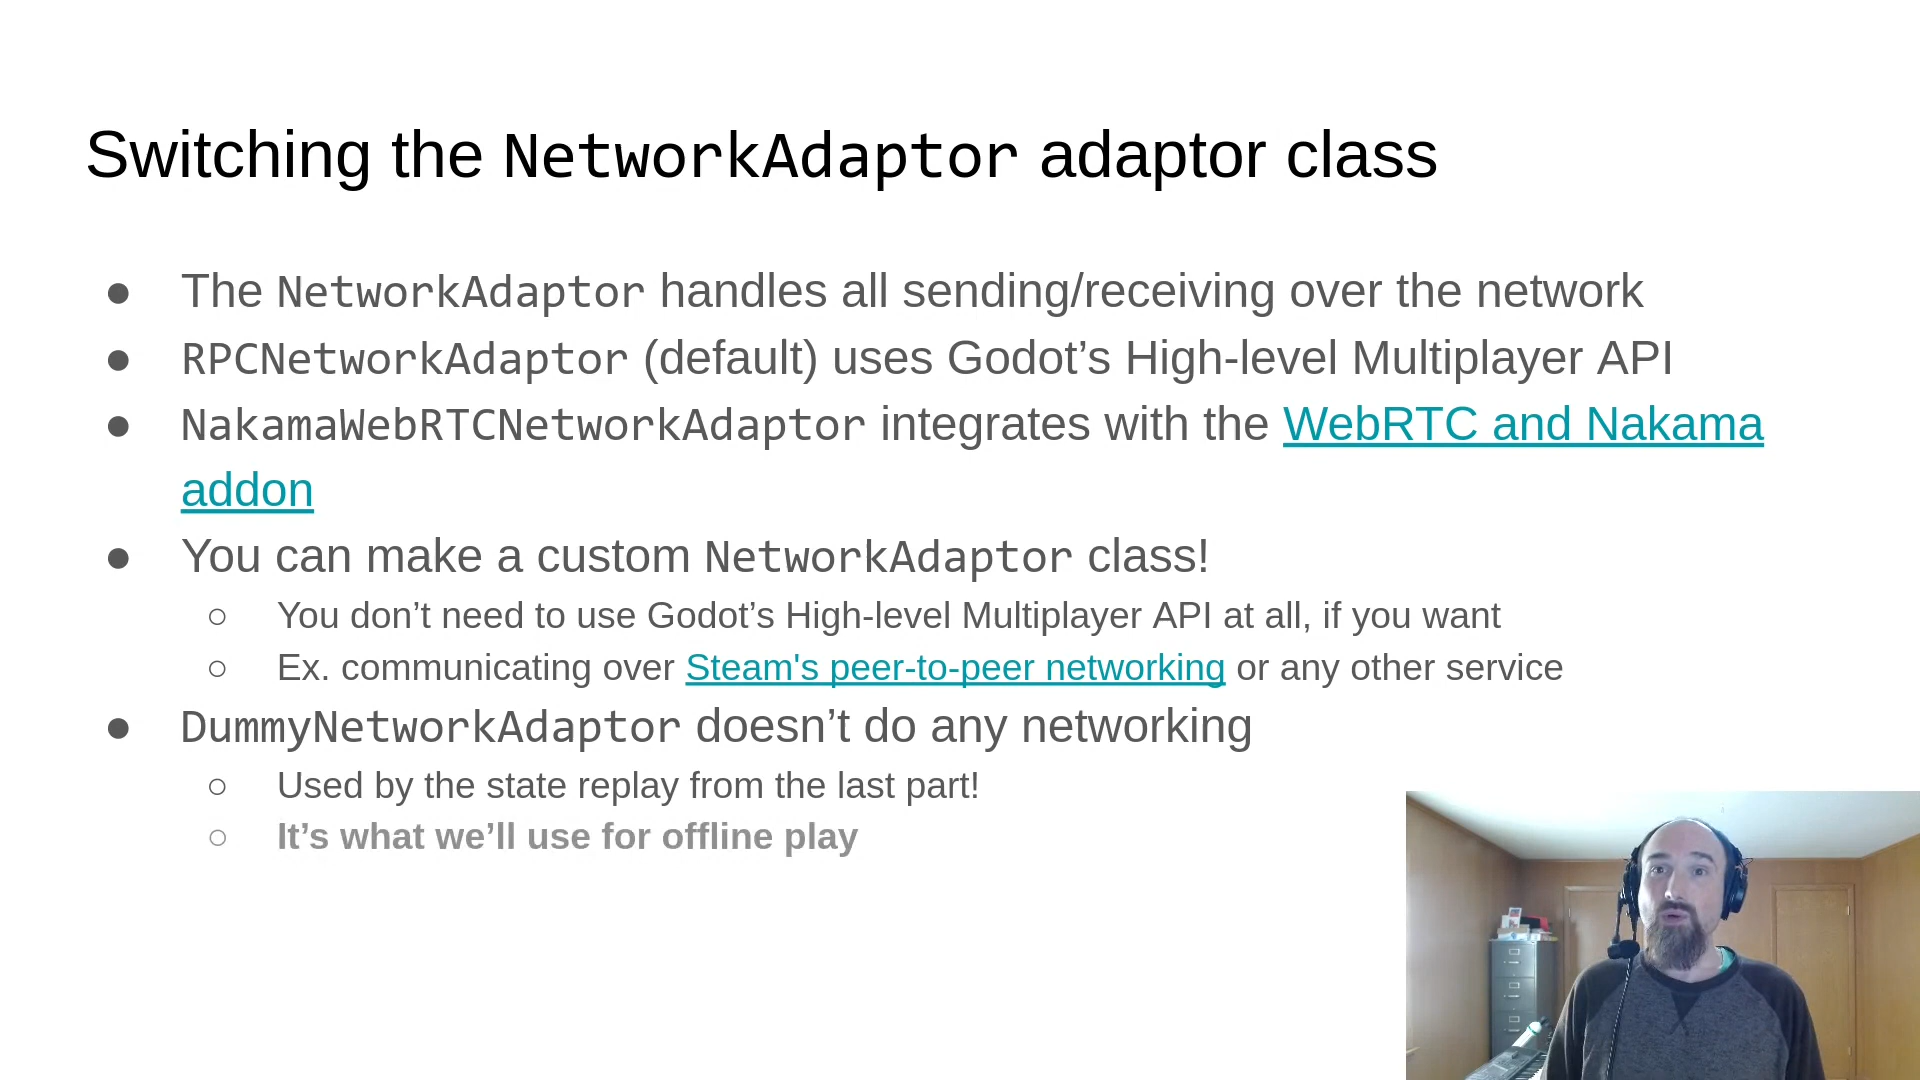 Switching the NetworkAdaptor adaptor class
● The NetworkAdaptor handles all sending/receiving over the network
● RPCNetworkAdaptor (default) uses Godot’s High-level Multiplayer API
● NakamaWebRTCNetworkAdaptor integrates with the WebRTC and Nakama
addon
● You can make a custom NetworkAdaptor class!
○ You don’t need to use Godot’s High-level Multiplayer API at all, if you want
○ Ex. communicating over Steam's peer-to-peer networking or any other service
● DummyNetworkAdaptor doesn’t do any networking
○ Used by the state replay from the last part!
○ It’s what we’ll use for offline play